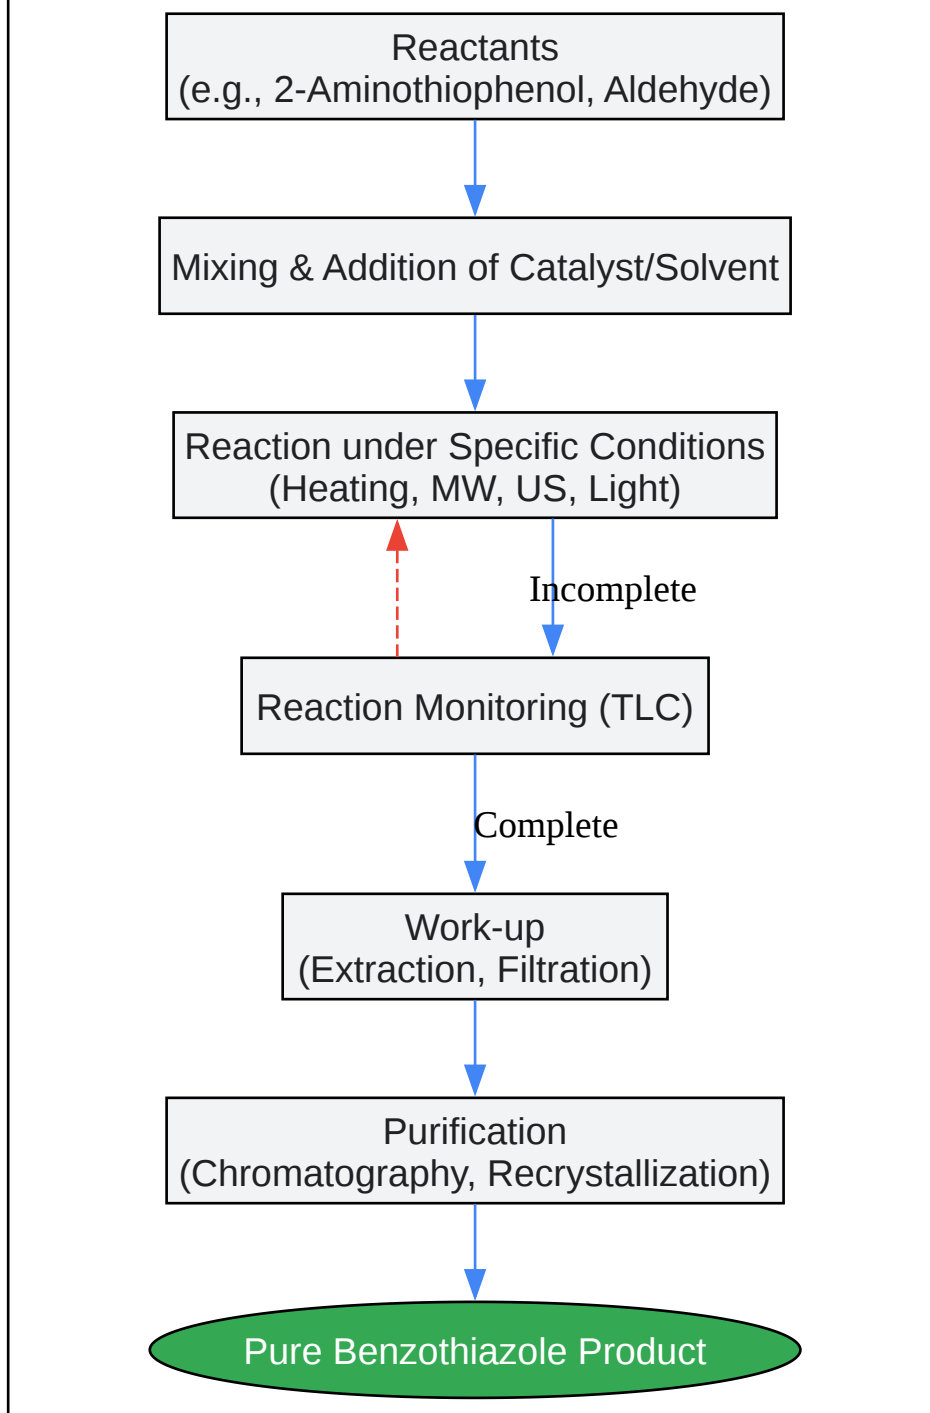 Reactants
(e.g., 2-Aminothiophenol, Aldehyde)
Mixing & Addition of Catalyst/Solvent
Reaction under Specific Conditions
(Heating, MW, US, Light)
Incomplete
Reaction Monitoring (TLC)
Complete
Work-up
(Extraction, Filtration)
Purification
(Chromatography, Recrystallization)
Pure Benzothiazole Product